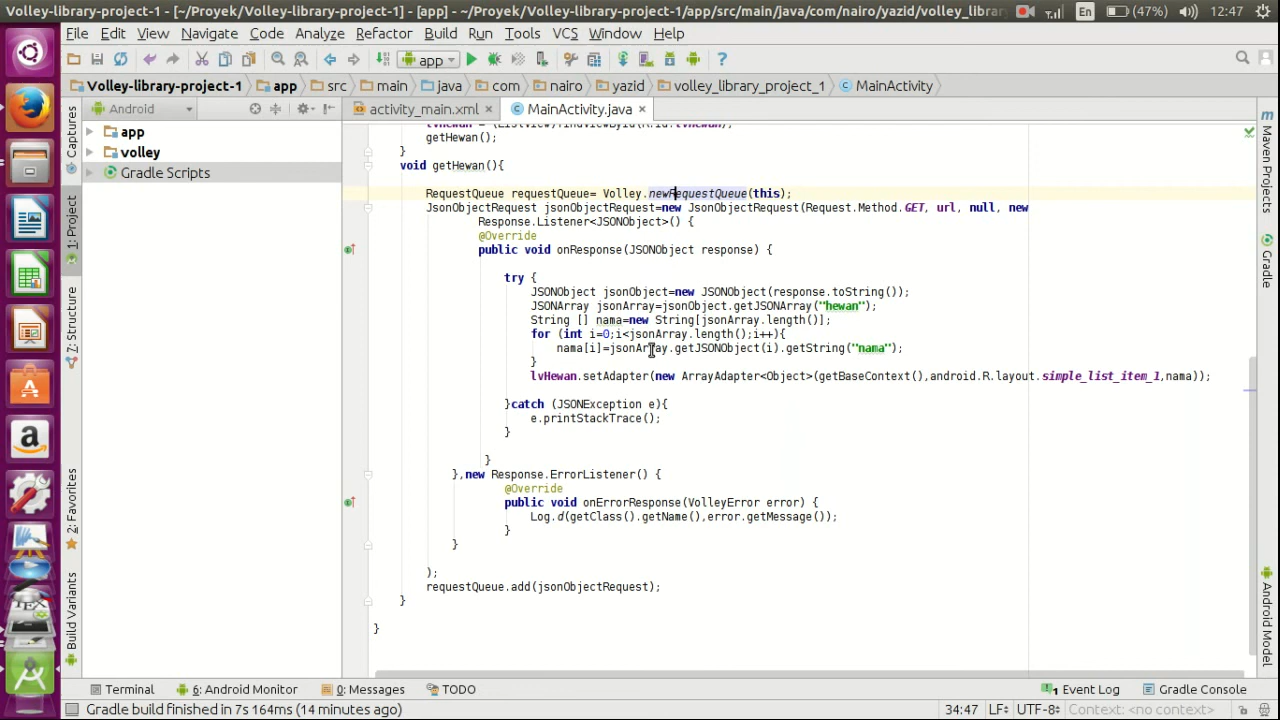 Volley-library-project-1 - [~/Proyek/Volley-library-project-1] - [app] - ~/Proyek/Volley-library-project-1/app/src/main/java/com/nairo/yazid/volley_library En (47%) 12:47
File Edit View Navigate Code Analyze Refactor Build Run Tools VCS Window Help
app
Volley-library-project-1 app src main java com nairo yazid volley_library_project_1 MainActivity
Android activity_main.xml MainActivity.java
app
volley
Gradle Scripts
Captures
1: Project
7: Structure
2: Favorites
Build Variants
lvHewan = (ListView)findViewById(R.id.lvHewan);
getHewan();
}
void getHewan(){
RequestQueue requestQueue= Volley.newRequestQueue(this);
JsonObjectRequest jsonObjectRequest=new JsonObjectRequest(Request.Method.GET, url, null, new
Response.Listener<JSONObject>() {
@Override
public void onResponse(JSONObject response) {
try {
JSONObject jsonObject=new JSONObject(response.toString());
JSONArray jsonArray=jsonObject.getJSONArray("hewan");
String [] nama=new String[jsonArray.length()];
for (int i=0;i<jsonArray.length();i++){
nama[i]=jsonArray.getJSONObject(i).getString("nama");
}
lvHewan.setAdapter(new ArrayAdapter<Object>(getBaseContext(),android.R.layout.simple_list_item_1,nama));
}catch (JSONException e){
e.printStackTrace();
}
}
},new Response.ErrorListener() {
@Override
public void onErrorResponse(VolleyError error) {
Log.d(getClass().getName(),error.getMessage());
}
}
);
requestQueue.add(jsonObjectRequest);
}
}
Maven Projects
Gradle
Android Model
Terminal 6: Android Monitor 0: Messages TODO Event Log Gradle Console
Gradle build finished in 7s 164ms (14 minutes ago) 34:47 LF÷ UTF-8÷ Context: <no context>